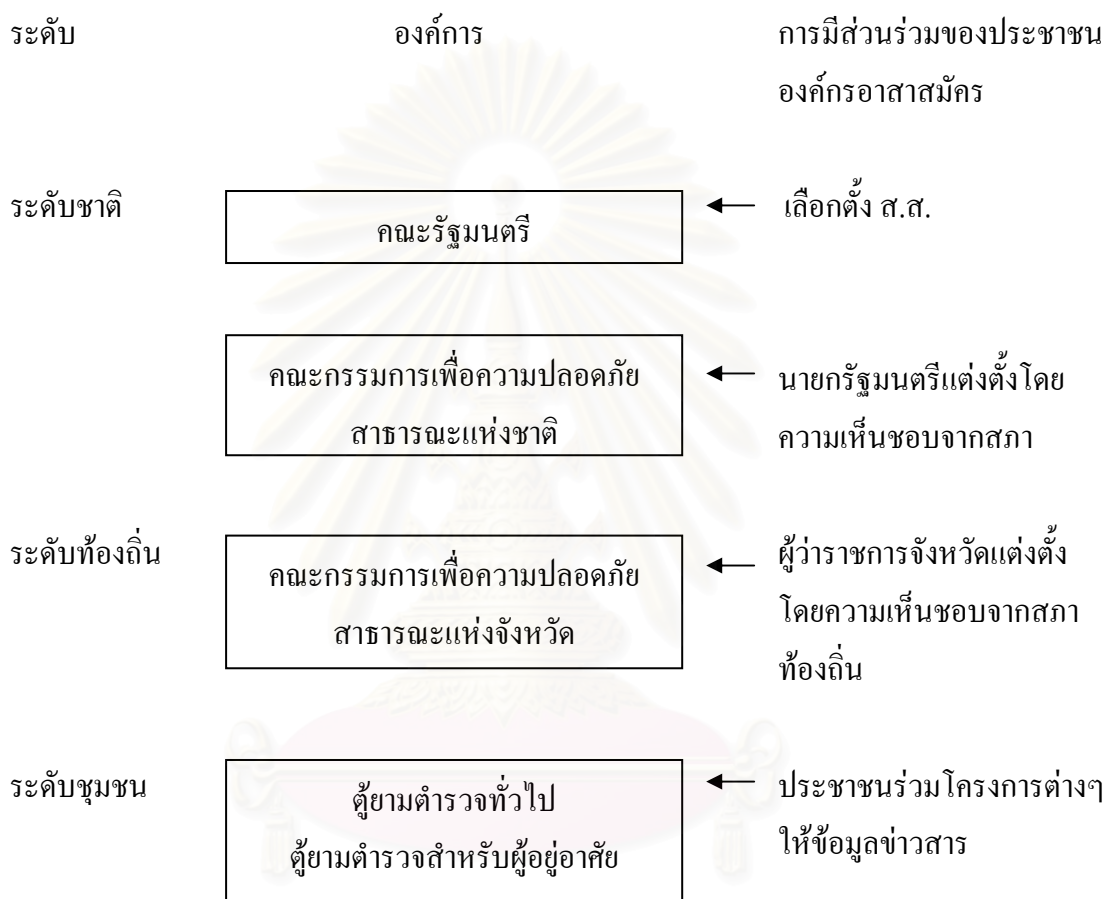 ระดับ องค์การ การมีส่วนร่วมของประชาชน
องค์กรอาสาสมัคร
ระดับชาติ คณะรัฐมนตรี เลือกตั้ง ส.ส.
คณะกรรมการเพื่อความปลอดภัย
สาธารณะแห่งชาติ
นายกรัฐมนตรีแต่งตั้งโดย
ความเห็นชอบจากสภา
ระดับท้องถิ่น
คณะกรรมการเพื่อความปลอดภัย
สาธารณะแห่งจังหวัด
ผู้ว่าราชการจังหวัดแต่งตั้ง
โดยความเห็นชอบจากสภา
ท้องถิ่น
ระดับชุมชน
ตู้ยามตำรวจทั่วไป
ตู้ยามตำรวจสำหรับผู้อยู่อาศัย
ประชาชนร่วมโครงการต่างๆ
ให้ข้อมูลข่าวสาร